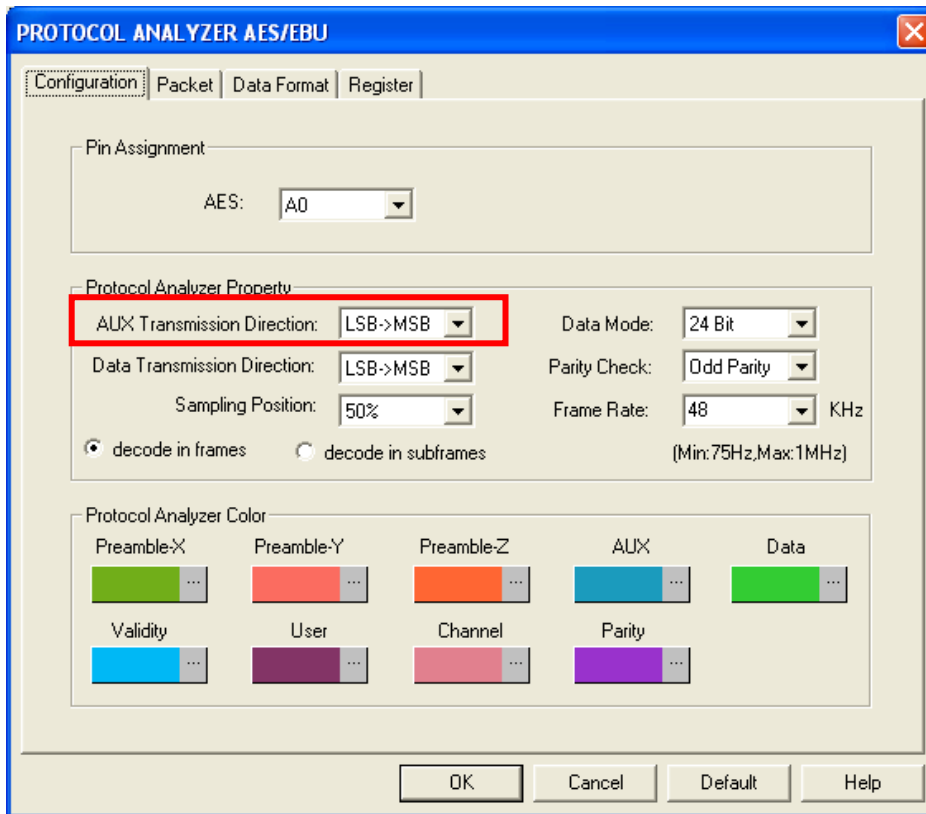 PROTOCOL ANALYZER AES/EBU
Configuration Packet Data Format Register
Pin Assignment
AES: A0
Protocol Analyzer Property
AUX Transmission Direction: LSB->MSB Data Mode: 24 Bit
Data Transmission Direction: LSB->MSB Parity Check: Odd Parity
Sampling Position: 50% Frame Rate: 48 KHz
decode in frames decode in subframes (Min:75Hz,Max:1MHz)
Protocol Analyzer Color
Preamble-X Preamble-Y Preamble-Z AUX Data
... ... ... ... ...
Validity User Channel Parity
... ... ... ...
OK Cancel Default Help